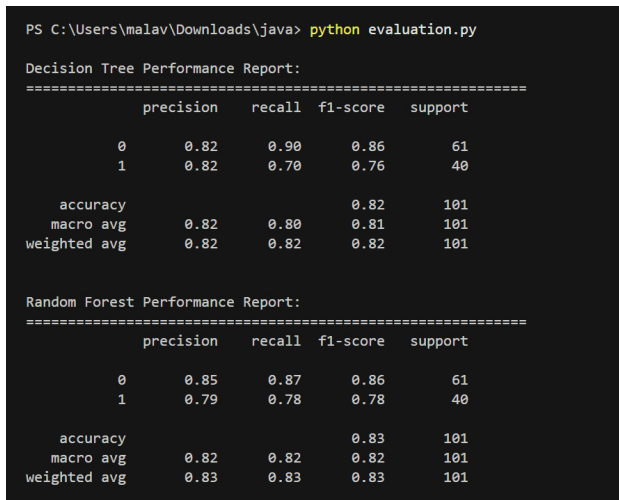 PS C:\Users\malav\Downloads\java> python evaluation.py
Decision Tree Performance Report:
============================================================
precision recall f1-score support
0 0.82 0.90 0.86 61
1 0.82 0.70 0.76 40
accuracy 0.82 101
macro avg 0.82 0.80 0.81 101
weighted avg 0.82 0.82 0.82 101
Random Forest Performance Report:
============================================================
precision recall f1-score support
0 0.85 0.87 0.86 61
1 0.79 0.78 0.78 40
accuracy 0.83 101
macro avg 0.82 0.82 0.82 101
weighted avg 0.83 0.83 0.83 101